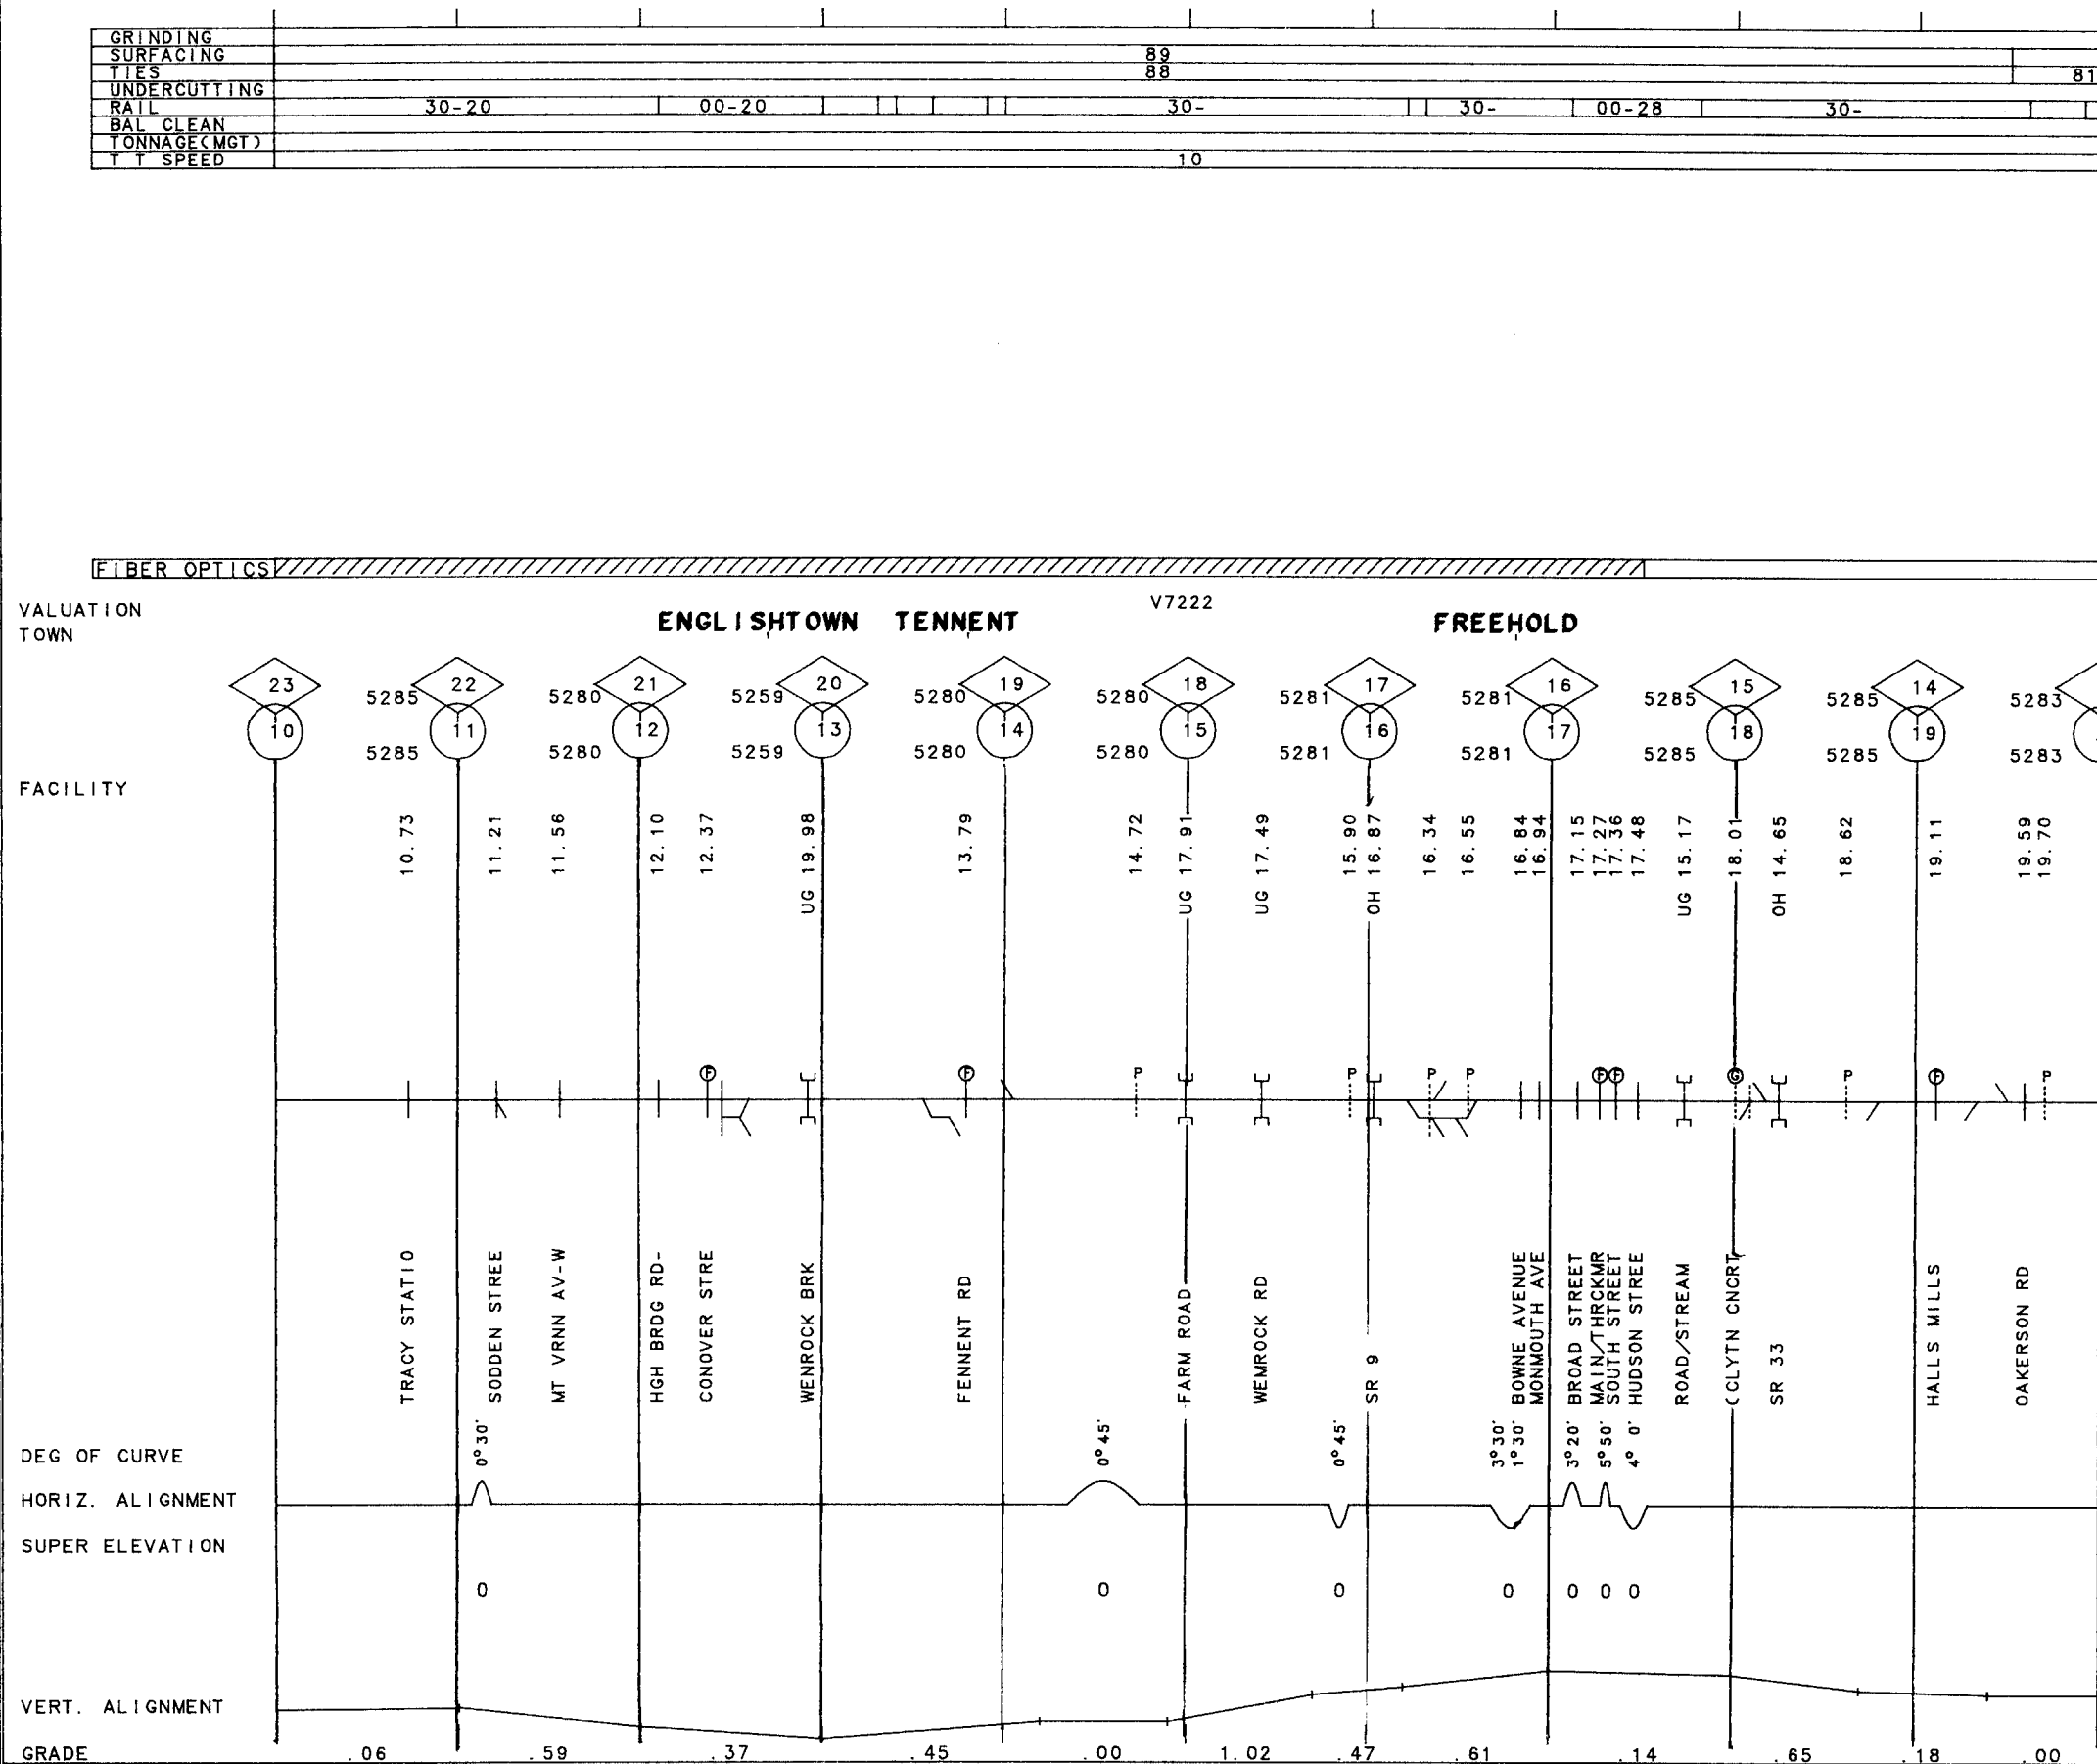 GRINDING
SURFACING 89
TIES 88 81
UNDERCUTTING
RAIL 30-20 00-20 30- 30- 00-28 30-
BAL CLEAN
TONNAGE(MGT)
T T SPEED 10
FIBER OPTICS
VALUATION V7222
TOWN ENGLISHTOWN TENNENT FREEHOLD
23 22 21 20 19 18 17 16 15 14
5285 5280 5259 5280 5280 5281 5281 5285 5285 5283
10 11 12 13 14 15 16 17 18 19
5285 5280 5259 5280 5280 5281 5281 5285 5285 5283
FACILITY
10.73
11.21
11.56
12.10
12.37
UG 19.98
13.79
14.72
UG 17.91
UG 17.49
15.90
OH 16.87
16.34
16.55
16.84
16.94
17.15
17.27
17.36
17.48
UG 15.17
18.01
OH 14.65
18.62
19.11
19.59
19.70
F F P P P P F F G P F P
TRACY STATIO
SODDEN STREE
MT VRNN AV-W
HGH BRDG RD-
CONOVER STRE
WENROCK BRK
FENNENT RD
FARM ROAD
WEMROCK RD
SR 9
BOWNE AVENUE
MONMOUTH AVE
BROAD STREET
MAIN/THRCKMR
SOUTH STREET
HUDSON STREE
ROAD/STREAM
(CLYTN CNCRT
SR 33
HALLS MILLS
OAKERSON RD
DEG OF CURVE 0°30' 0°45' 0°45' 3°30' 1°30' 3°20' 5°50' 4° 0'
HORIZ. ALIGNMENT
SUPER ELEVATION
0 0 0 0 0 0 0
VERT. ALIGNMENT
GRADE .06 .59 .37 .45 .00 1.02 .47 .61 .14 .65 .18 .00